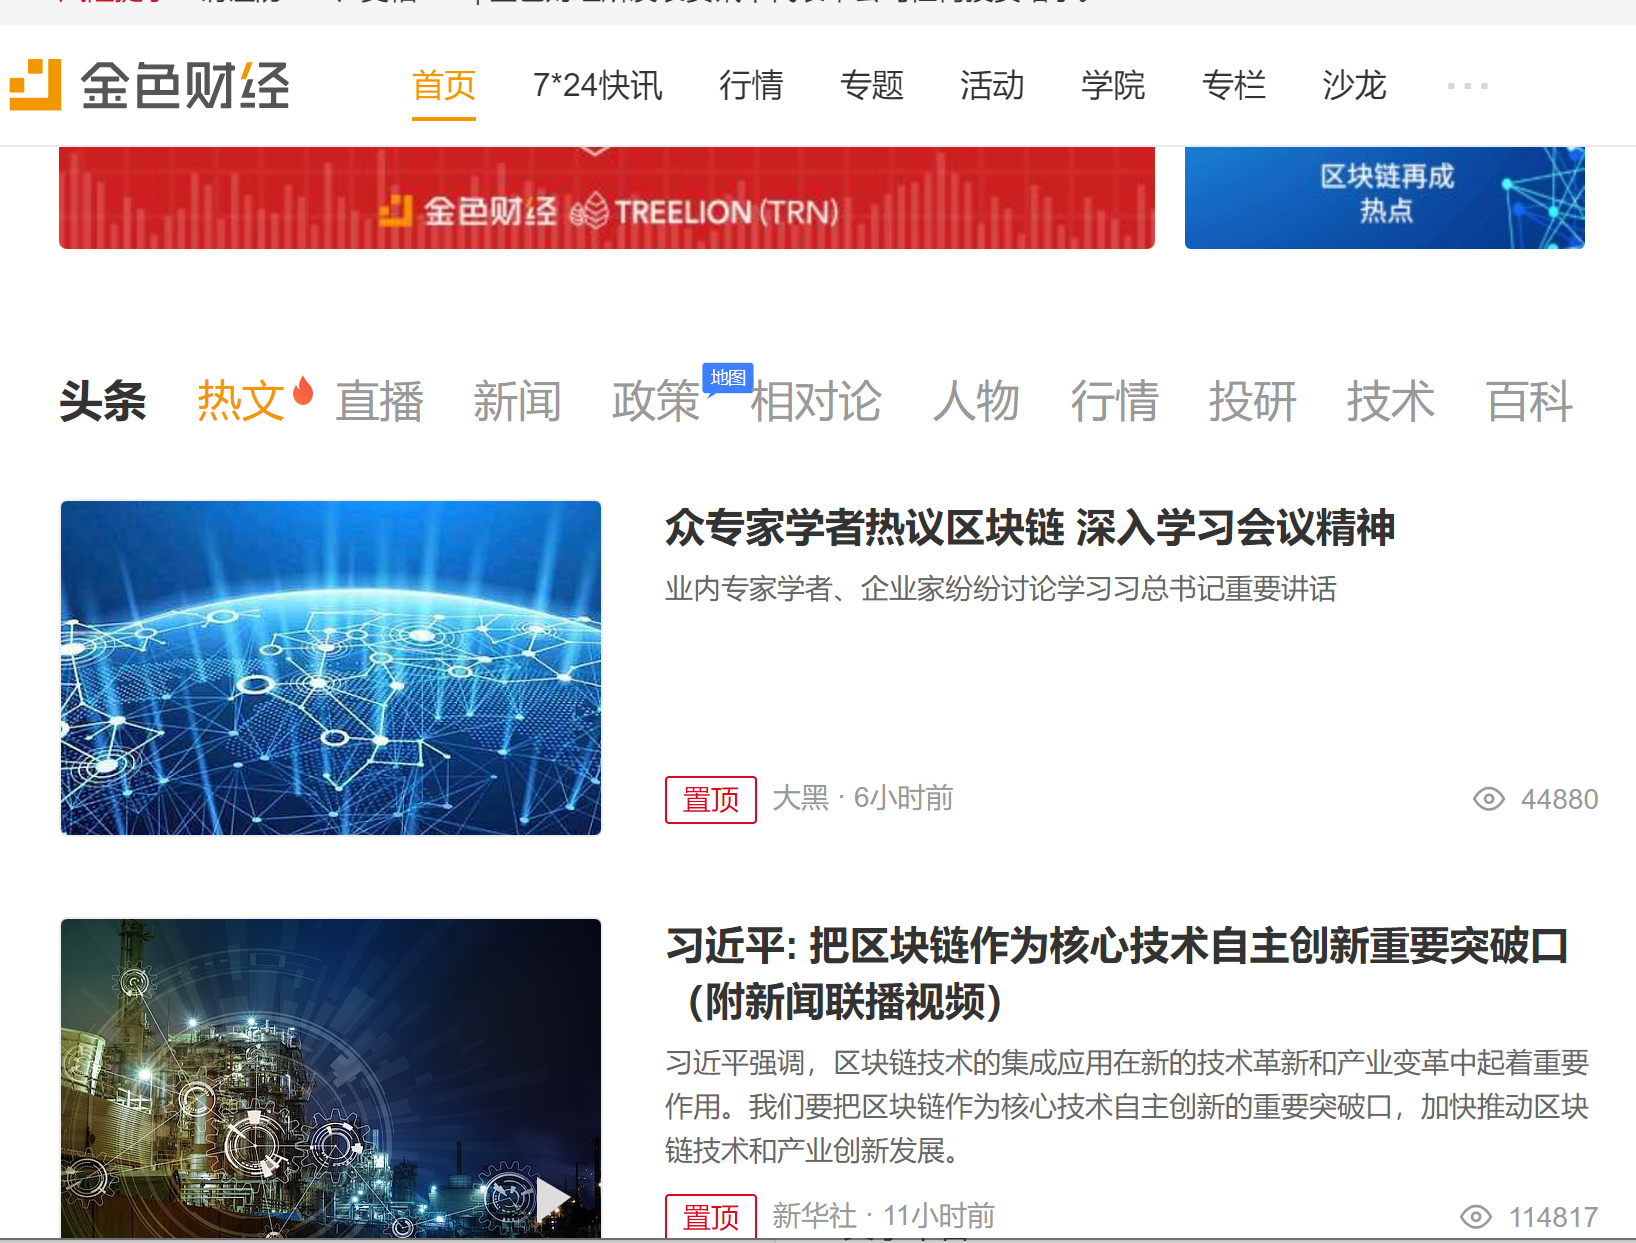 金色财经
首页 7*24快讯 行情 专题 活动 学院 专栏 沙龙 ···
金色财经 TREELION (TRN)
区块链再成
热点
头条 热文 直播 新闻 政策 地图 相对论 人物 行情 投研 技术 百科
众专家学者热议区块链 深入学习会议精神
业内专家学者、企业家纷纷讨论学习习总书记重要讲话
置顶 大黑 · 6小时前 44880
习近平: 把区块链作为核心技术自主创新重要突破口
（附新闻联播视频）
习近平强调，区块链技术的集成应用在新的技术革新和产业变革中起着重要
作用。我们要把区块链作为核心技术自主创新的重要突破口，加快推动区块
链技术和产业创新发展。
置顶 新华社 · 11小时前 114817